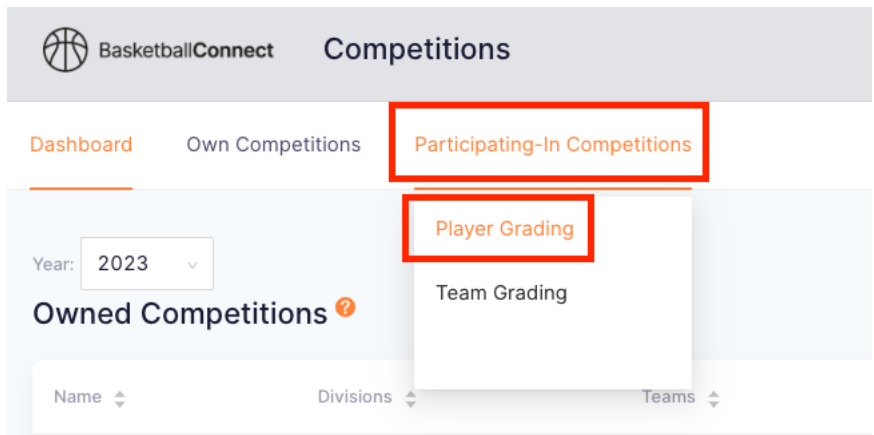 BasketballConnect Competitions
Dashboard Own Competitions Participating-In Competitions
Player Grading
Year: 2023
Team Grading
Owned Competitions ?
Name Divisions Teams